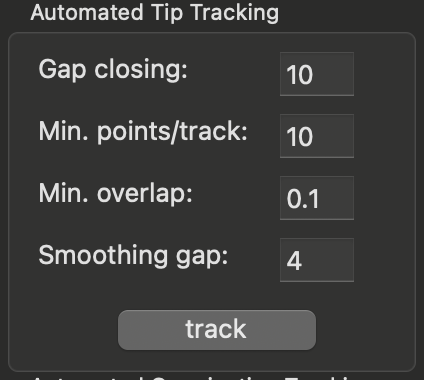 Automated Tip Tracking
Gap closing: 10
Min. points/track: 10
Min. overlap: 0.1
Smoothing gap: 4
track